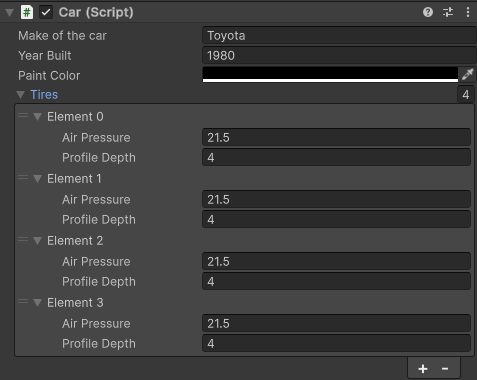 Car (Script)
Make of the car Toyota
Year Built 1980
Paint Color
Tires 4
Element 0
Air Pressure 21.5
Profile Depth 4
Element 1
Air Pressure 21.5
Profile Depth 4
Element 2
Air Pressure 21.5
Profile Depth 4
Element 3
Air Pressure 21.5
Profile Depth 4
+ -